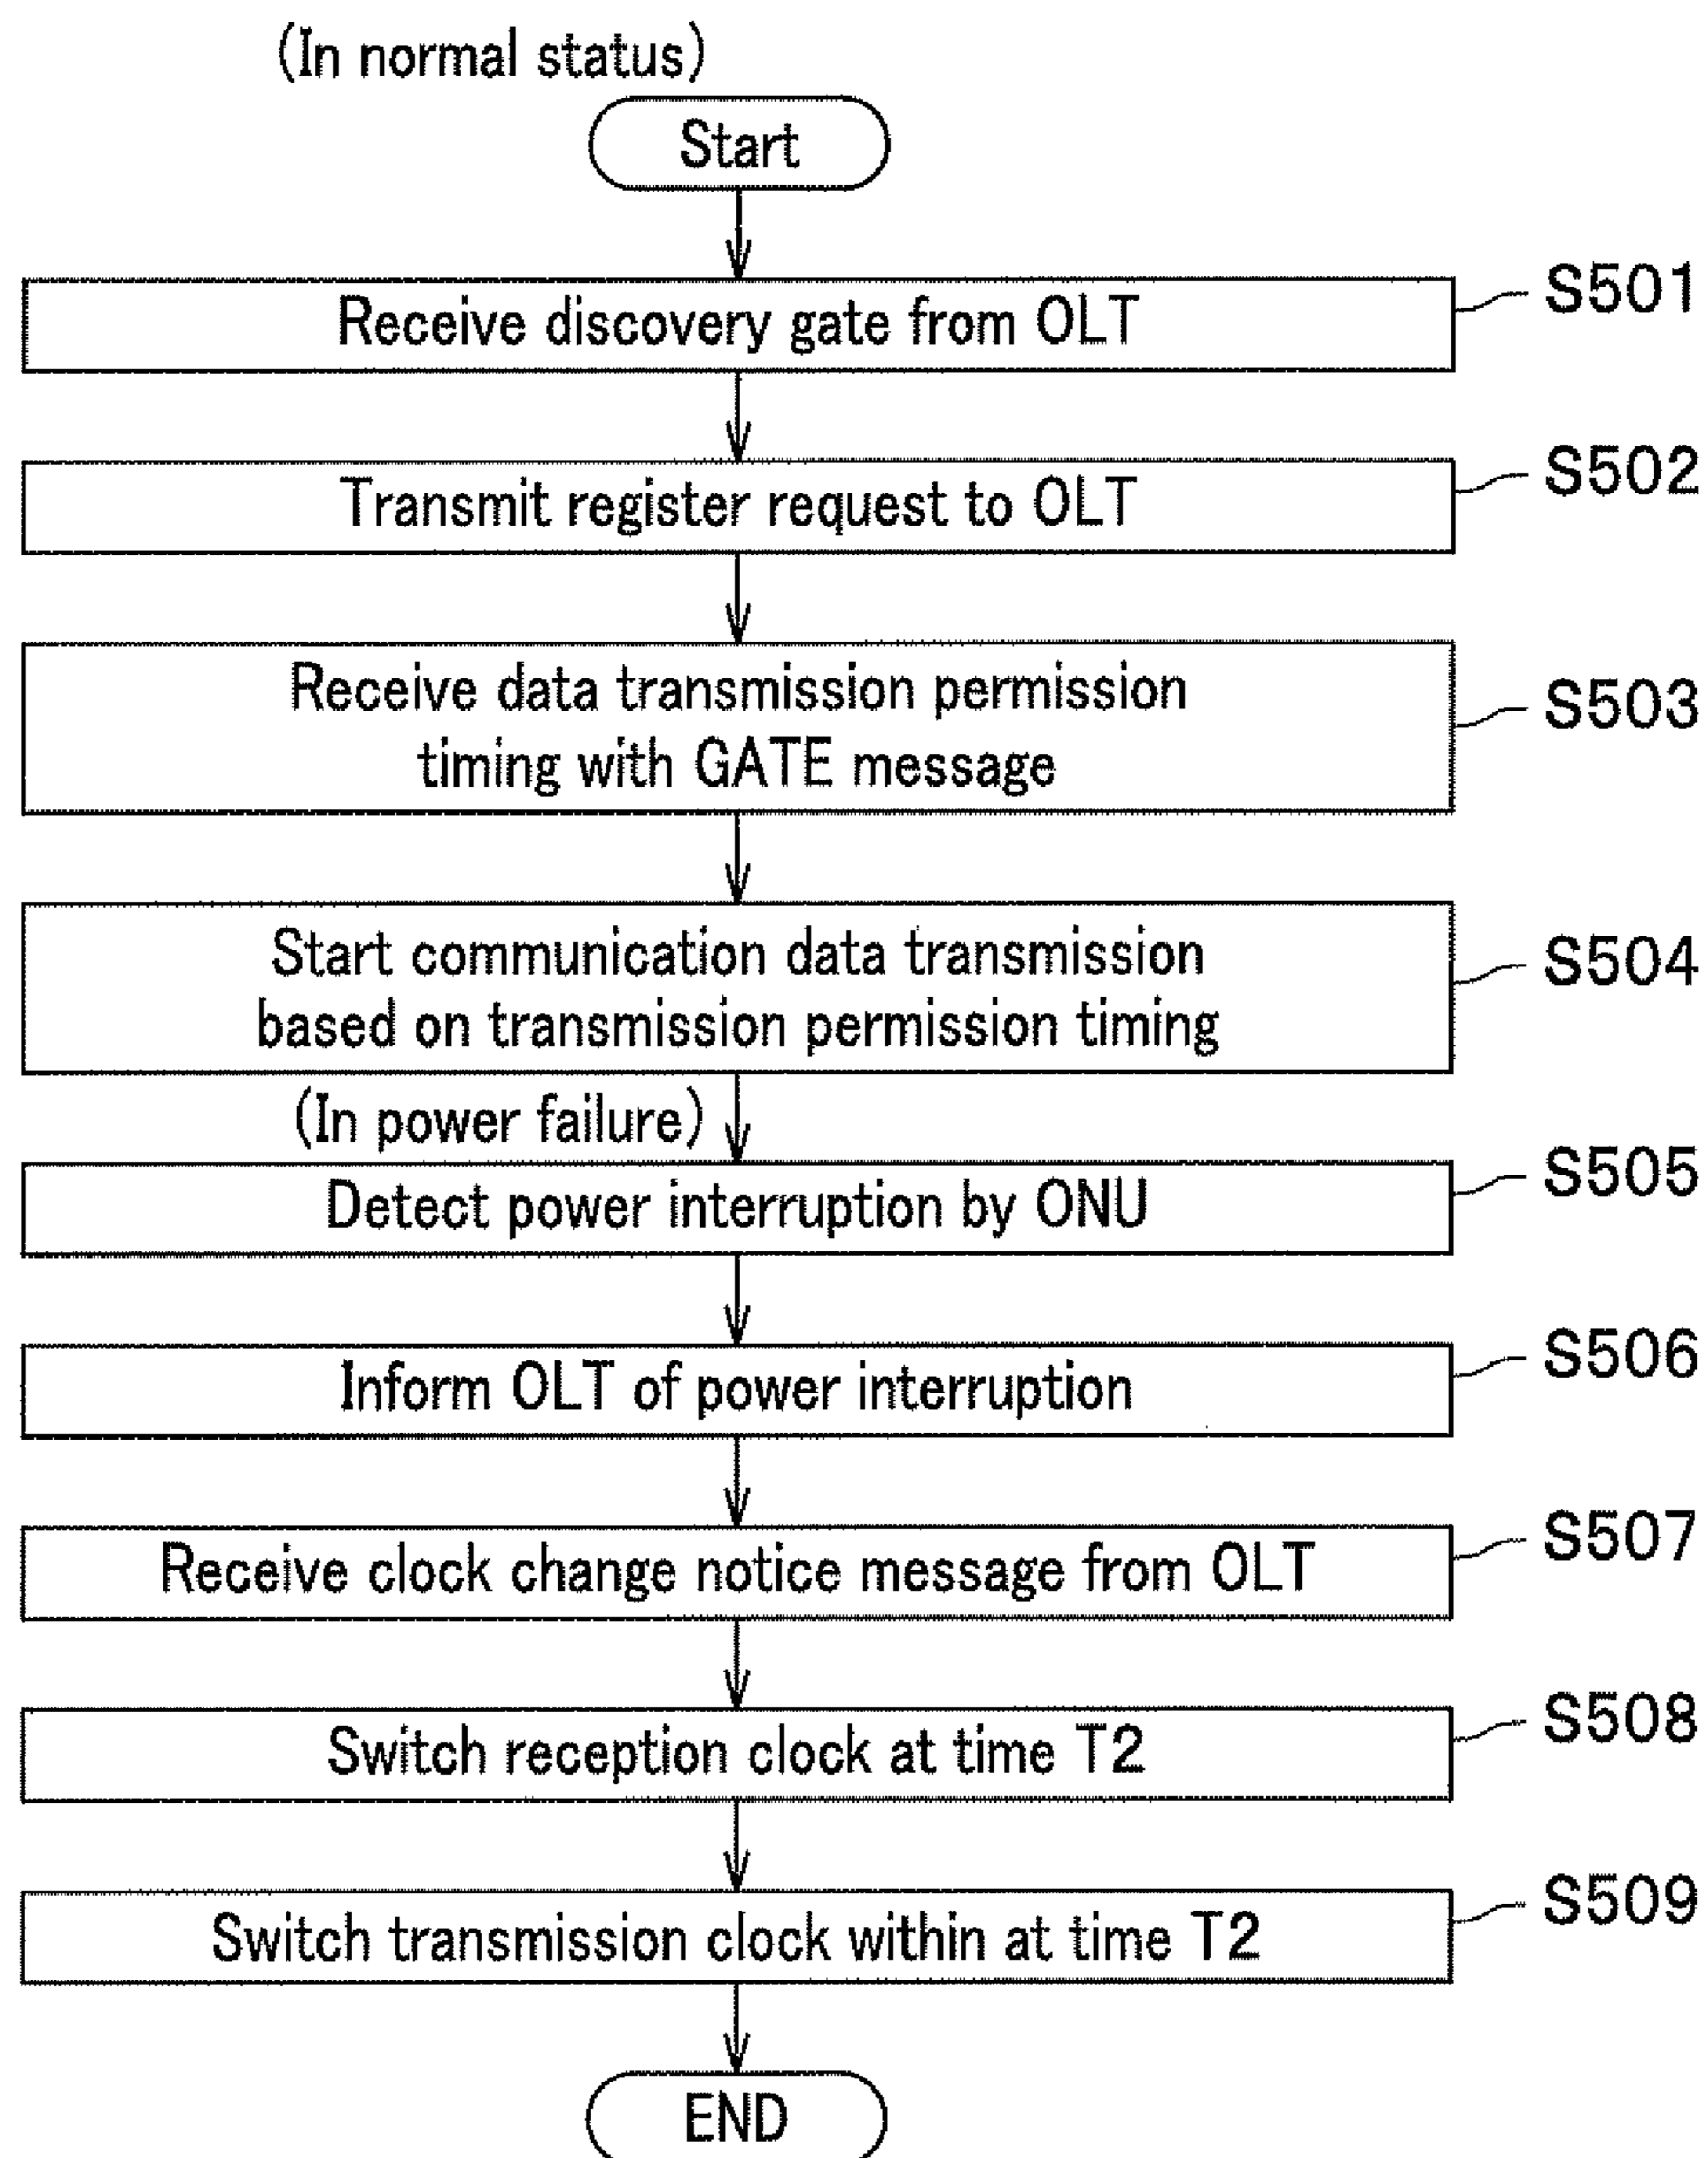 (In normal status)
Start
Receive discovery gate from OLT
S501
Transmit register request to OLT
S502
Receive data transmission permission
timing with GATE message
S503
Start communication data transmission
based on transmission permission timing
S504
(In power failure)
Detect power interruption by ONU
S505
Inform OLT of power interruption
S506
Receive clock change notice message from OLT
S507
Switch reception clock at time T2
S508
Switch transmission clock within at time T2
S509
END